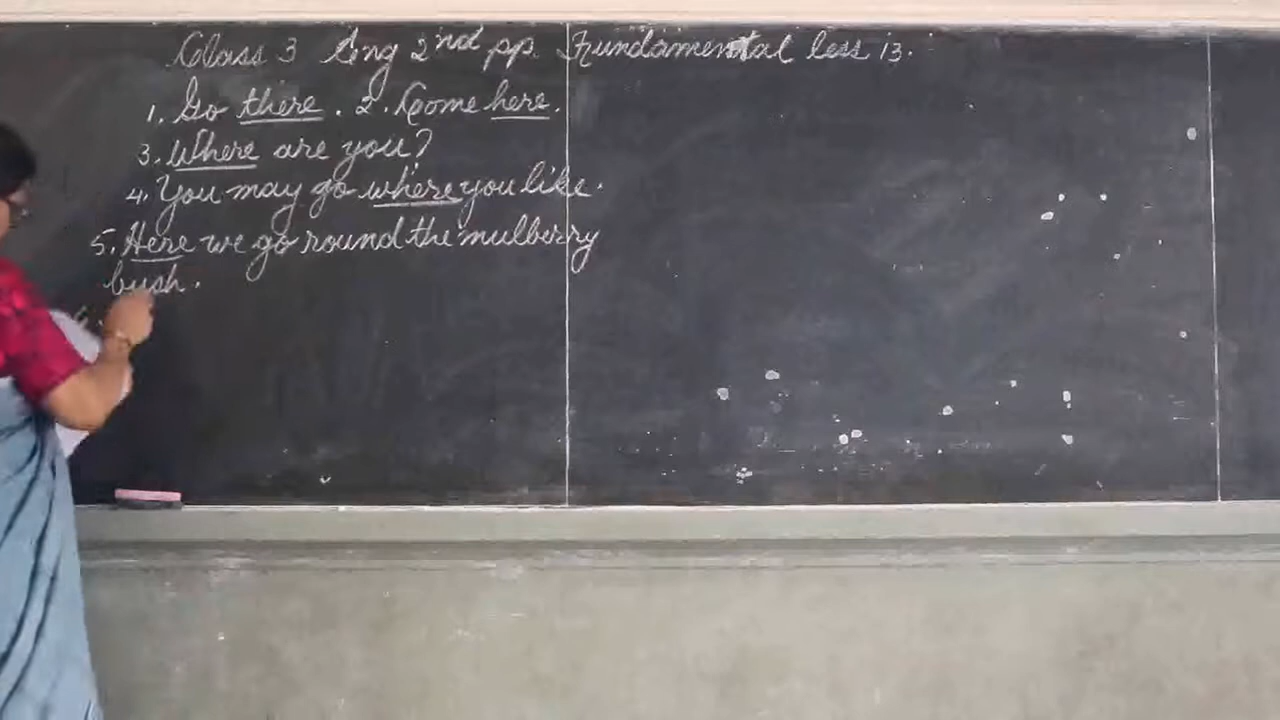 Class 3 Eng 2nd pp. Fundamental less 13.
1. Go there. 2. Come here.
3. Where are you?
4. You may go where you like.
5. Here we go round the mulberry
bush.
6.